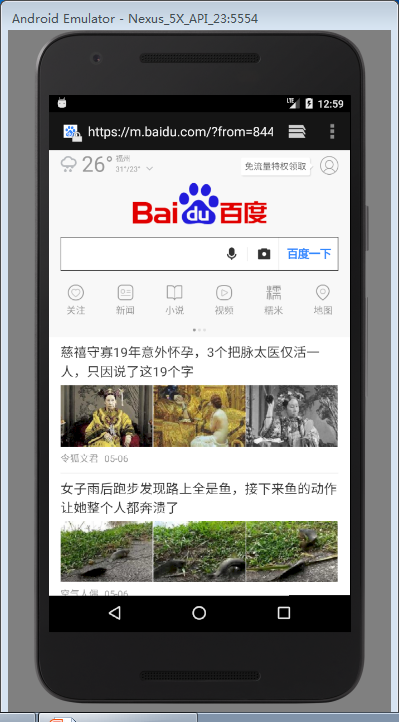 Android Emulator - Nexus_5X_API_23:5554
LTE 12:59
https://m.baidu.com/?from=844
26° 福州
31°/23°
免流量特权领取
Bai du 百度
百度一下
关注 新闻 小说 视频 糯米 地图
慈禧守寡19年意外怀孕，3个把脉太医仅活一
人，只因说了这19个字
令狐文君 05-06
女子雨后跑步发现路上全是鱼，接下来鱼的动作
让她整个人都奔溃了
05-06